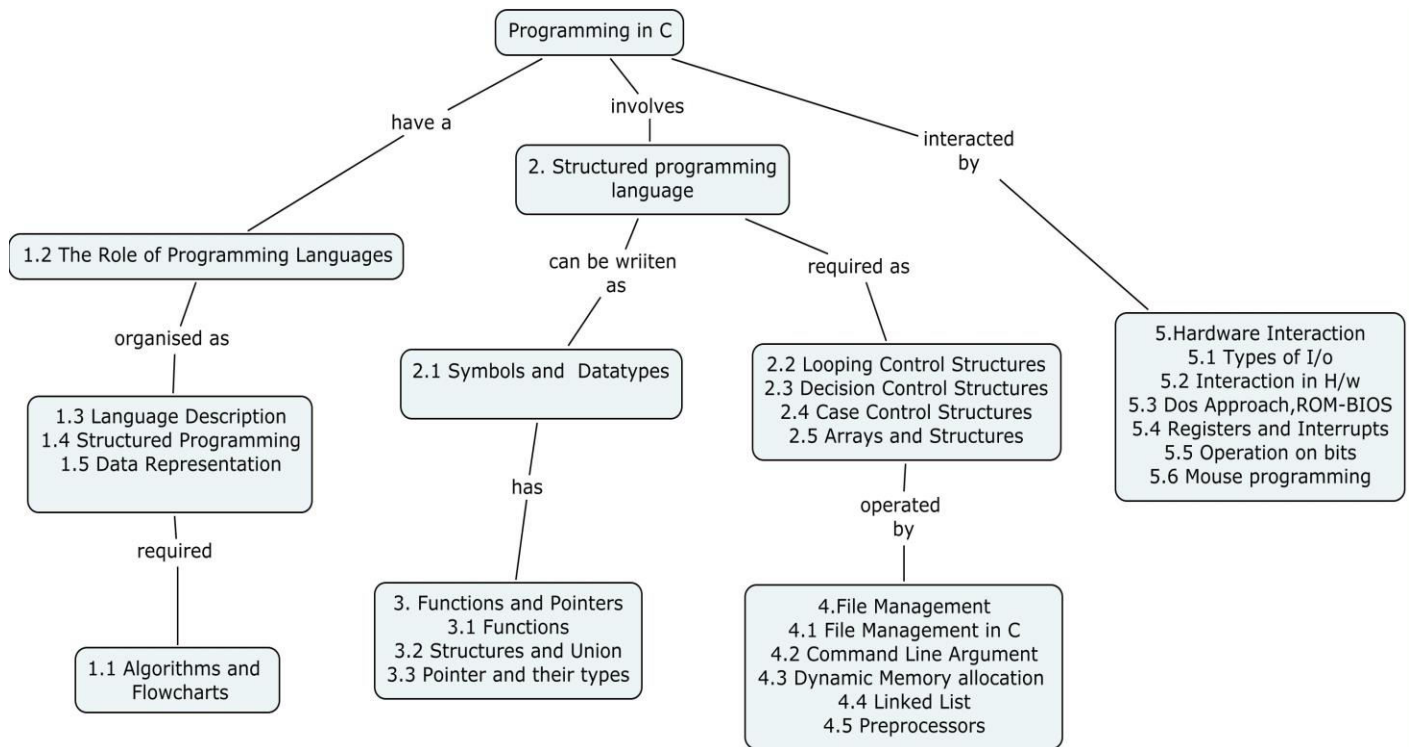 Programming in C
have a
involves
interacted
by
2. Structured programming
language
1.2 The Role of Programming Languages
can be wriiten
as
required as
organised as
2.1 Symbols and Datatypes
2.2 Looping Control Structures
2.3 Decision Control Structures
2.4 Case Control Structures
2.5 Arrays and Structures
5.Hardware Interaction
5.1 Types of I/o
5.2 Interaction in H/w
5.3 Dos Approach,ROM-BIOS
5.4 Registers and Interrupts
5.5 Operation on bits
5.6 Mouse programming
1.3 Language Description
1.4 Structured Programming
1.5 Data Representation
has
operated
by
required
3. Functions and Pointers
3.1 Functions
3.2 Structures and Union
3.3 Pointer and their types
4.File Management
4.1 File Management in C
4.2 Command Line Argument
4.3 Dynamic Memory allocation
4.4 Linked List
4.5 Preprocessors
1.1 Algorithms and
Flowcharts